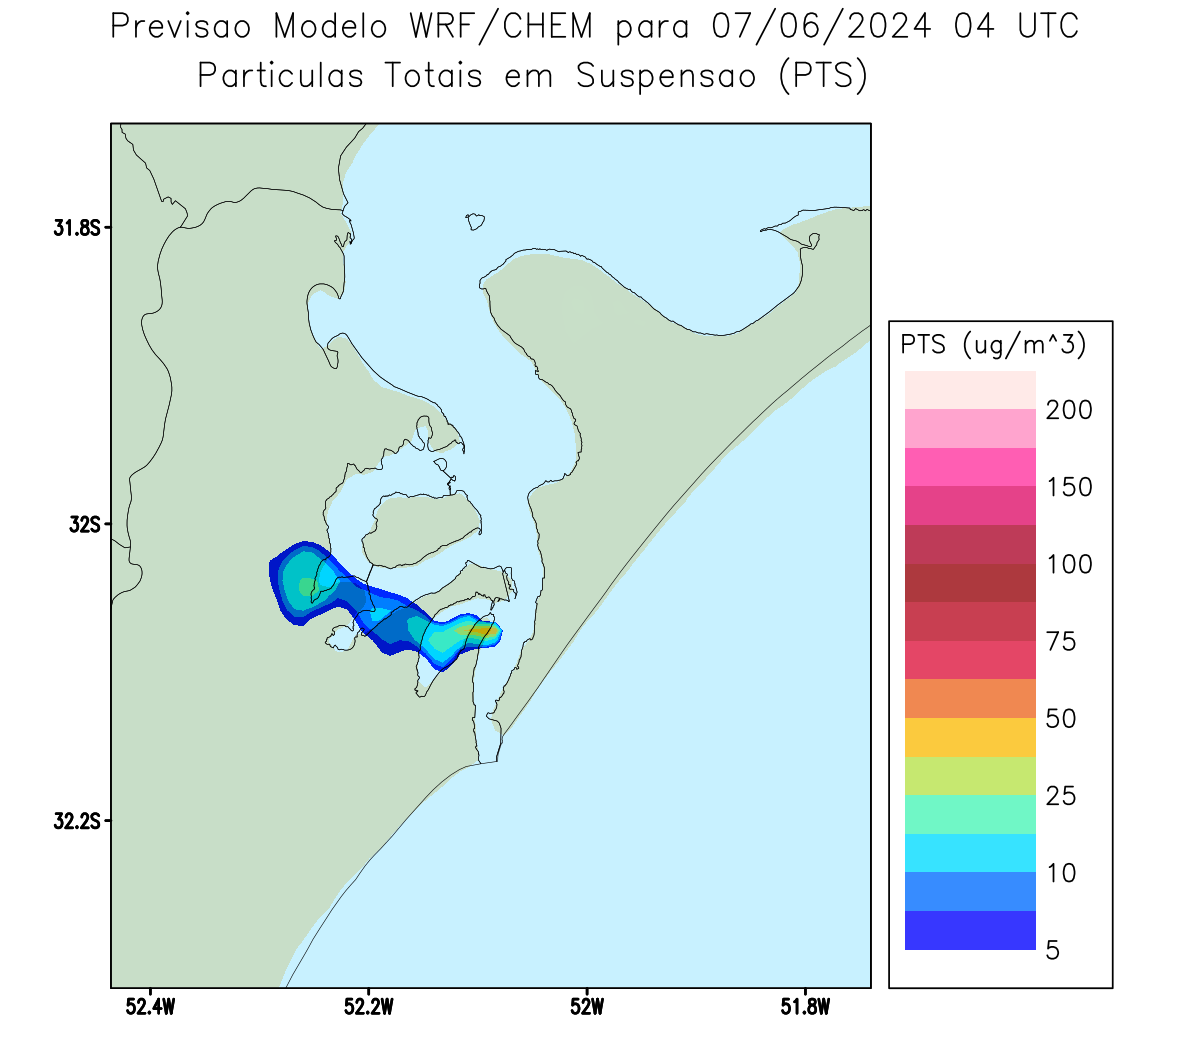 Previsao Modelo WRF/CHEM para 07/06/2024 04 UTC
Particulas Totais em Suspensao (PTS)
31.8S
32S
32.2S
52.4W
52.2W
52W
51.8W
PTS (ug/m^3)
200
150
100
75
50
25
10
5